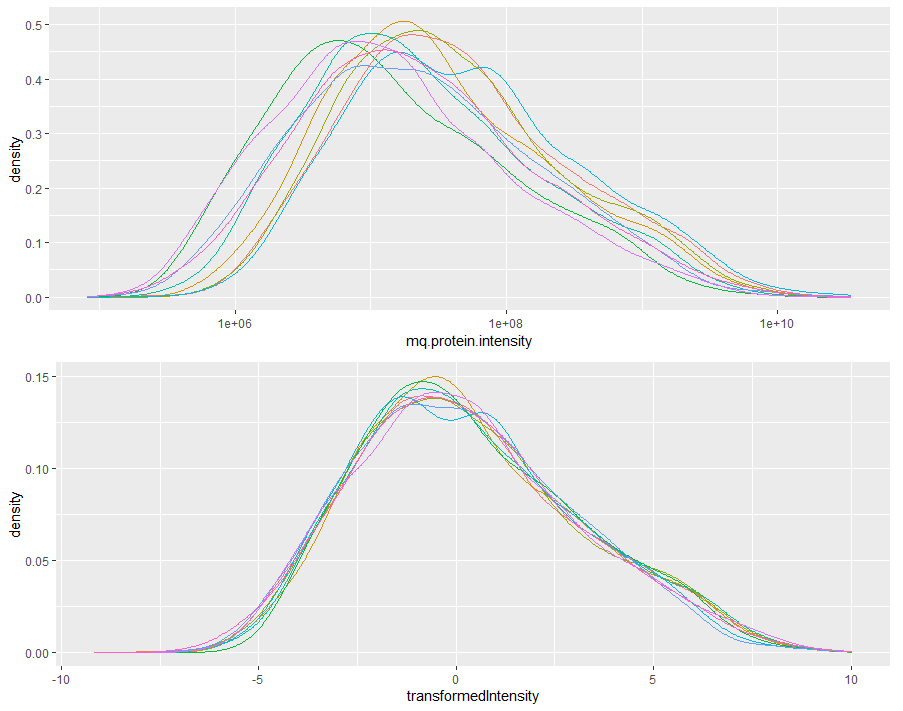 0.5
0.4
0.3
0.2
0.1
0.0
density
1e+06 1e+08 1e+10
mq.protein.intensity
0.15
0.10
0.05
0.00
density
-10 -5 0 5 10
transformedIntensity